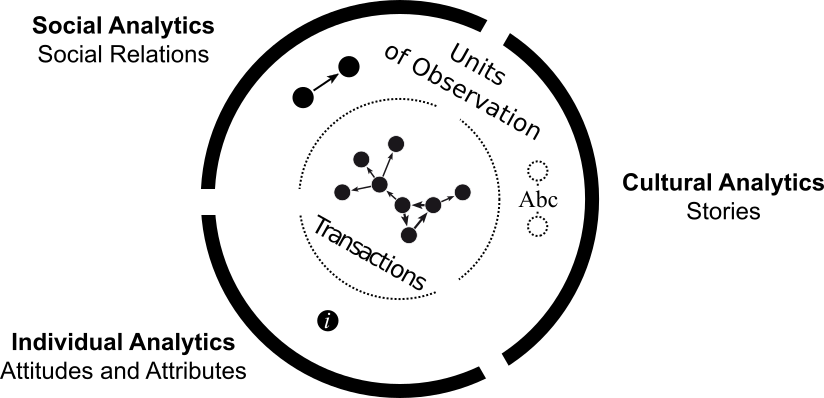 Social Analytics
Social Relations
Units
of Observation
Abc
Cultural Analytics
Stories
Transactions
i
Individual Analytics
Attitudes and Attributes